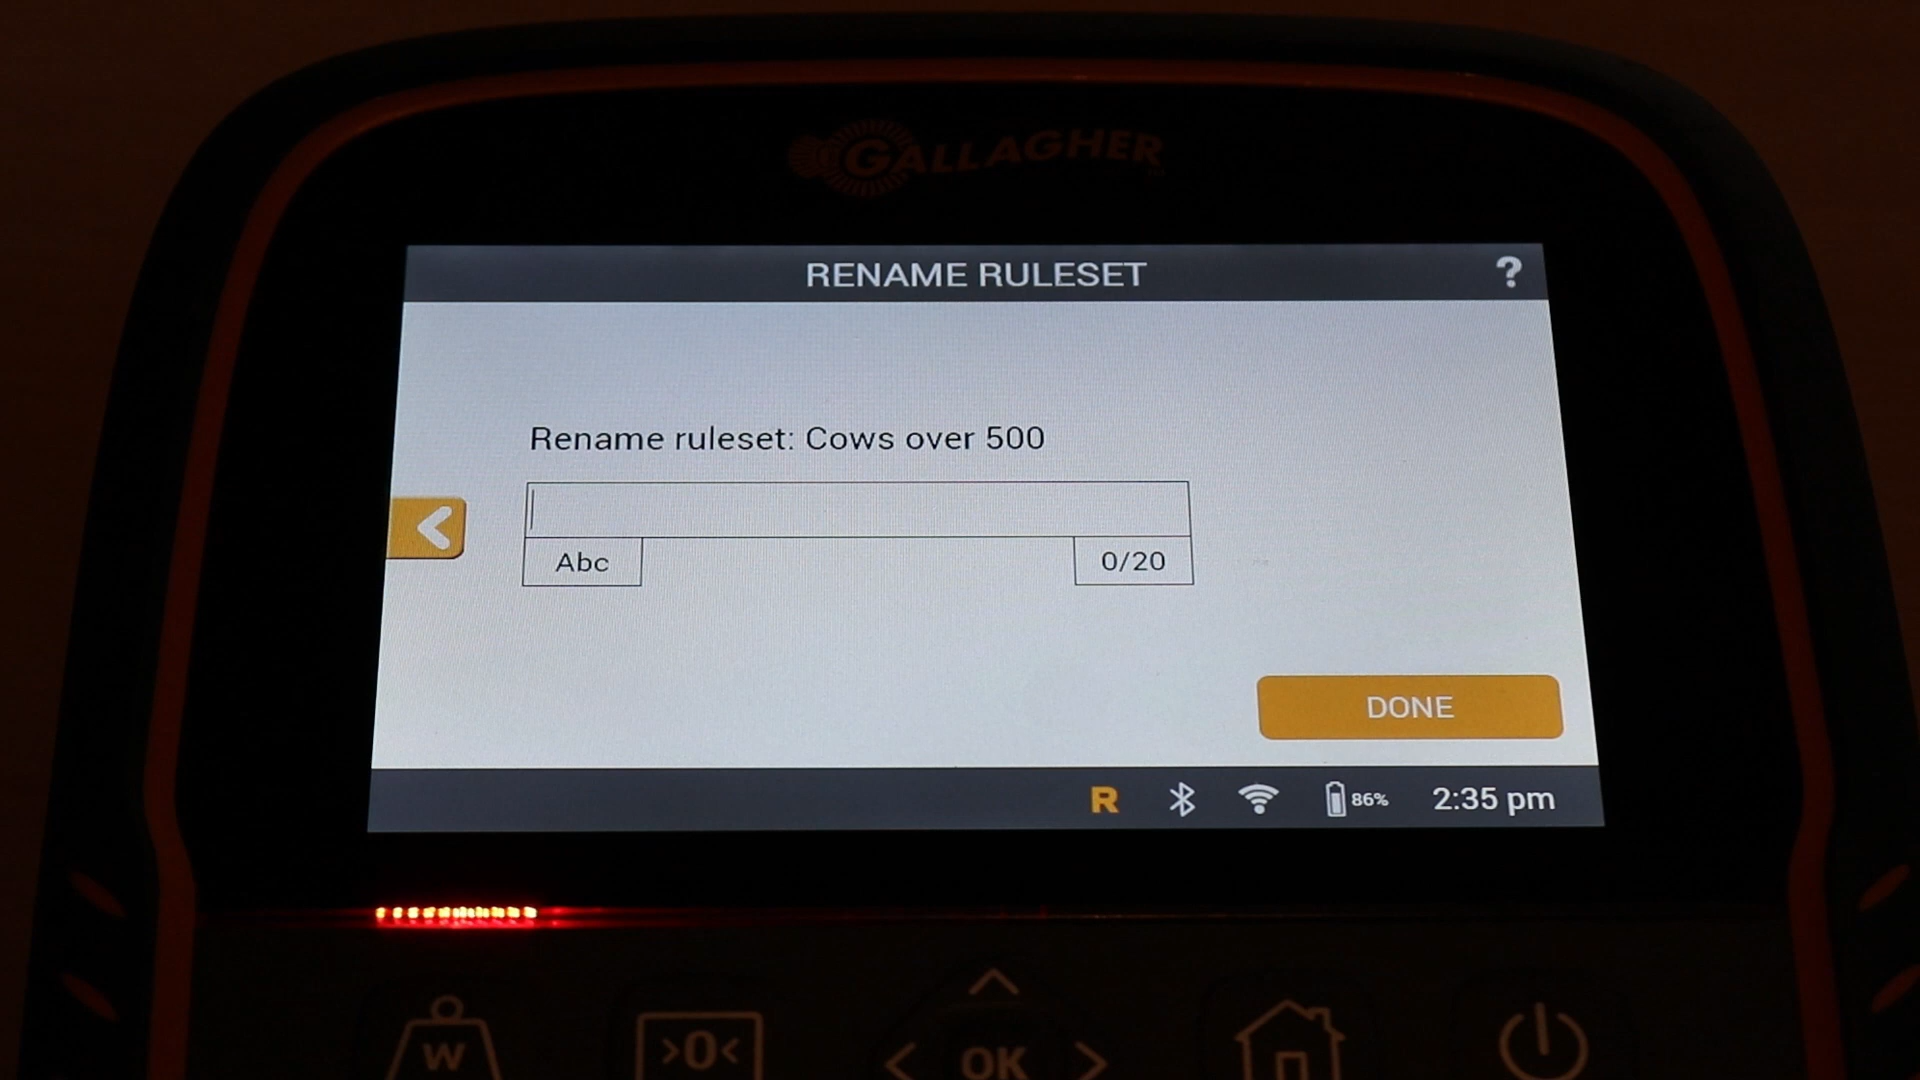 GALLAGHER
RENAME RULESET ?
Rename ruleset: Cows over 500
Abc
0/20
DONE
R 86% 2:35 pm
W >0< OK